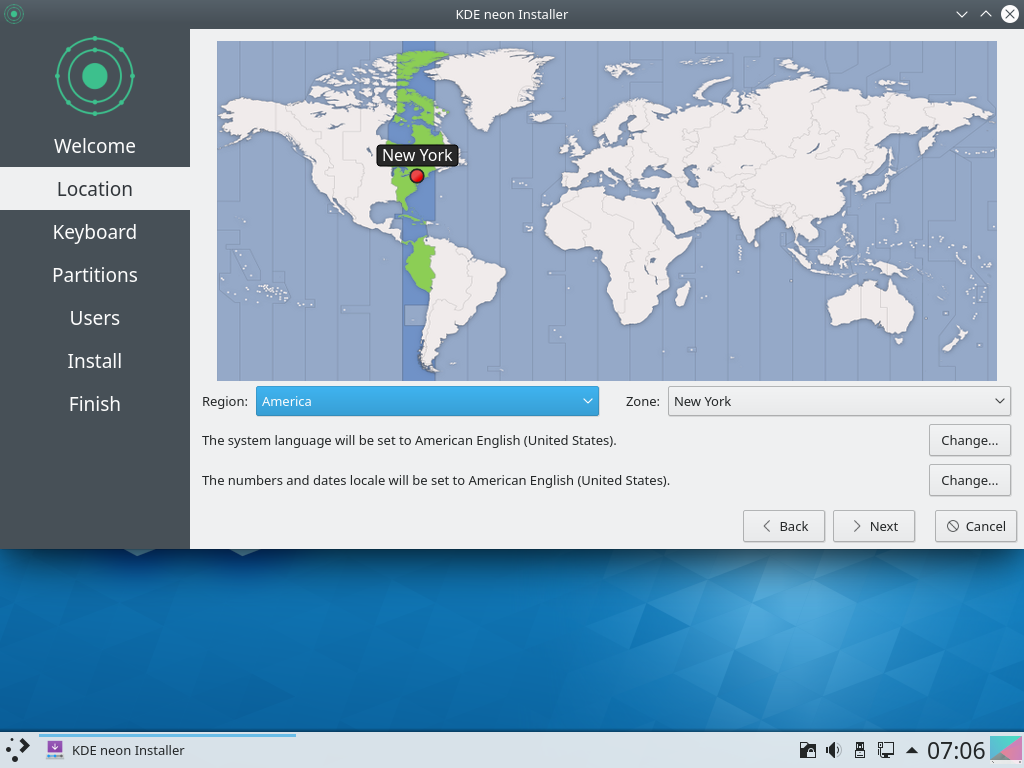 KDE neon Installer
Welcome
Location
Keyboard
Partitions
Users
Install
Finish
New York
Region: America Zone: New York
The system language will be set to American English (United States). Change...
The numbers and dates locale will be set to American English (United States). Change...
Back Next Cancel
KDE neon Installer 07:06